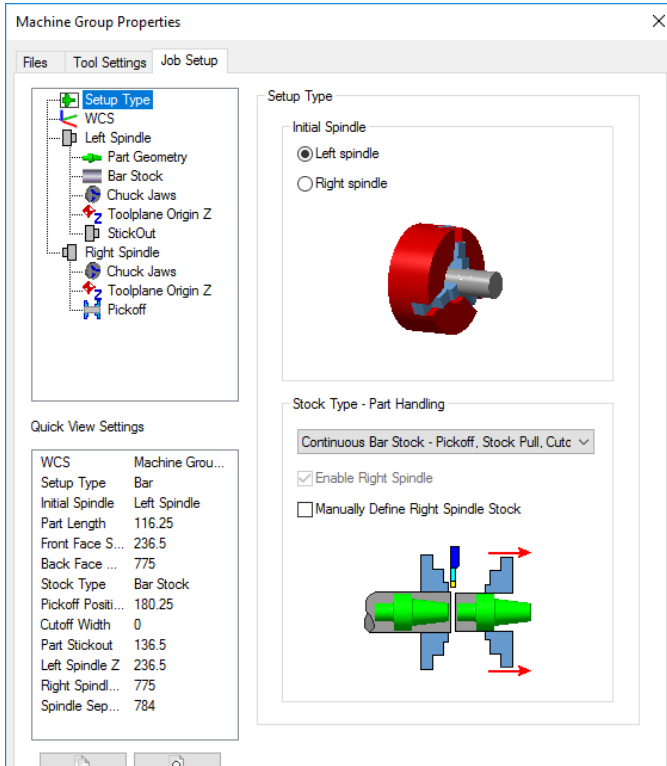 Machine Group Properties
Files Tool Settings Job Setup
Setup Type
WCS
Left Spindle
Part Geometry
Bar Stock
Chuck Jaws
Toolplane Origin Z
StickOut
Right Spindle
Chuck Jaws
Toolplane Origin Z
Pickoff
Quick View Settings
WCS Machine Grou...
Setup Type Bar
Initial Spindle Left Spindle
Part Length 116.25
Front Face S... 236.5
Back Face ... 775
Stock Type Bar Stock
Pickoff Positi... 180.25
Cutoff Width 0
Part Stickout 136.5
Left Spindle Z 236.5
Right Spindl... 775
Spindle Sep... 784
Setup Type
Initial Spindle
Left spindle
Right spindle
Stock Type - Part Handling
Continuous Bar Stock - Pickoff, Stock Pull, Cutc
Enable Right Spindle
Manually Define Right Spindle Stock